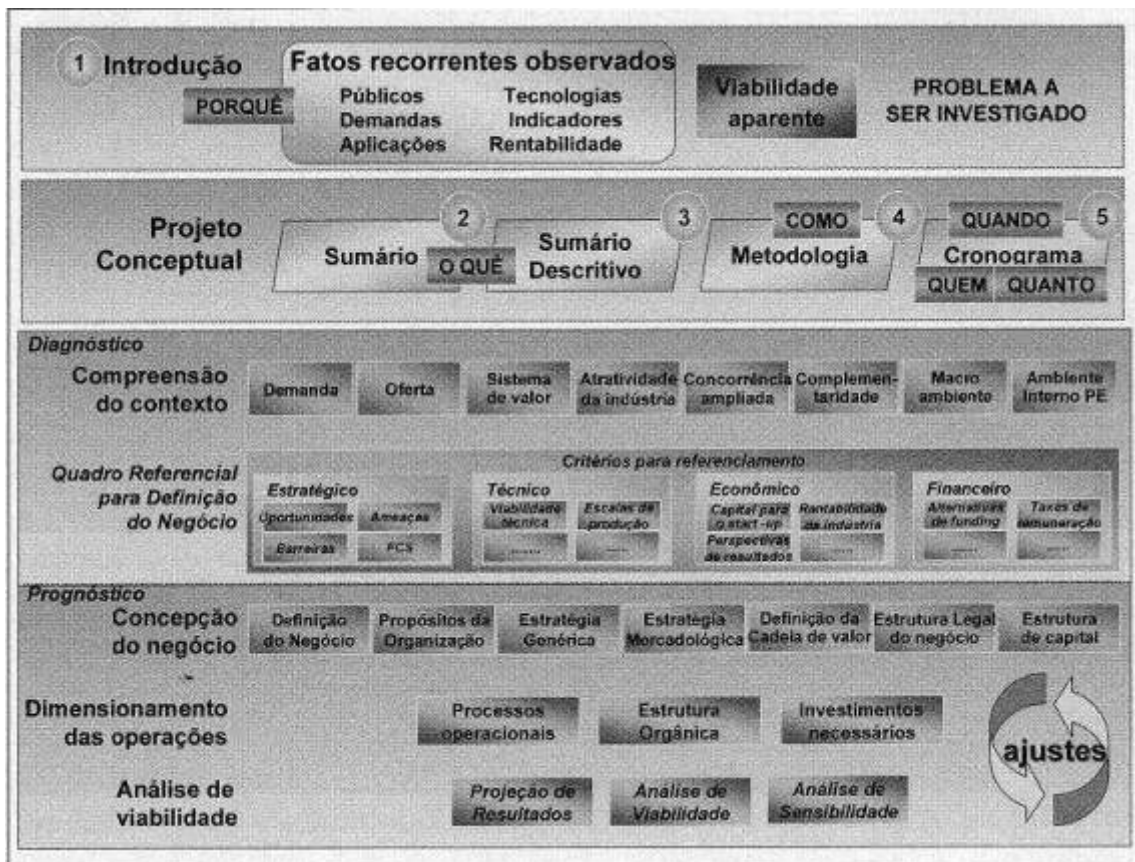 1 Introdução
PORQUÊ
Fatos recorrentes observados
Públicos
Demandas
Aplicações
Tecnologias
Indicadores
Rentabilidade
Viabilidade
aparente
PROBLEMA A
SER INVESTIGADO
Projeto
Conceptual
2
Sumário
O QUÊ
3
Sumário
Descritivo
COMO
4
Metodologia
QUANDO
5
Cronograma
QUEM
QUANTO
Diagnóstico
Compreensão
do contexto
Demanda
Oferta
Sistema
de valor
Atratividade
da indústria
Concorrência
ampliada
Complemen-
taridade
Macro
ambiente
Ambiente
Interno PE
Quadro Referencial
para Definição
do Negócio
Critérios para referenciamento
Estratégico
Oportunidades
Ameaças
Barreiras
FCS
Técnico
Viabilidade
técnica
Escalas de
produção
......
......
Econômico
Capital para
o start-up
Rentabilidade
da industria
Perspectivas
de resultados
......
Financeiro
Alternativas
de funding
Taxas de
remuneração
......
......
Prognóstico
Concepção
do negócio
Definição
do Negócio
Propósitos da
Organização
Estratégia
Genérica
Estratégia
Mercadológica
Definição da
Cadeia de valor
Estrutura Legal
do negócio
Estrutura
de capital
Dimensionamento
das operações
Processos
operacionais
Estrutura
Orgânica
Investimentos
necessários
ajustes
Análise de
viabilidade
Projeção de
Resultados
Análise de
Viabilidade
Análise de
Sensibilidade